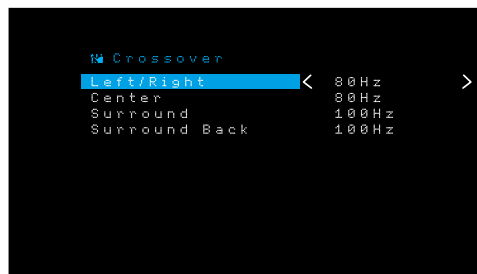 Crossover
Left/Right < 80Hz >
Center 80Hz
Surround 100Hz
Surround Back 100Hz